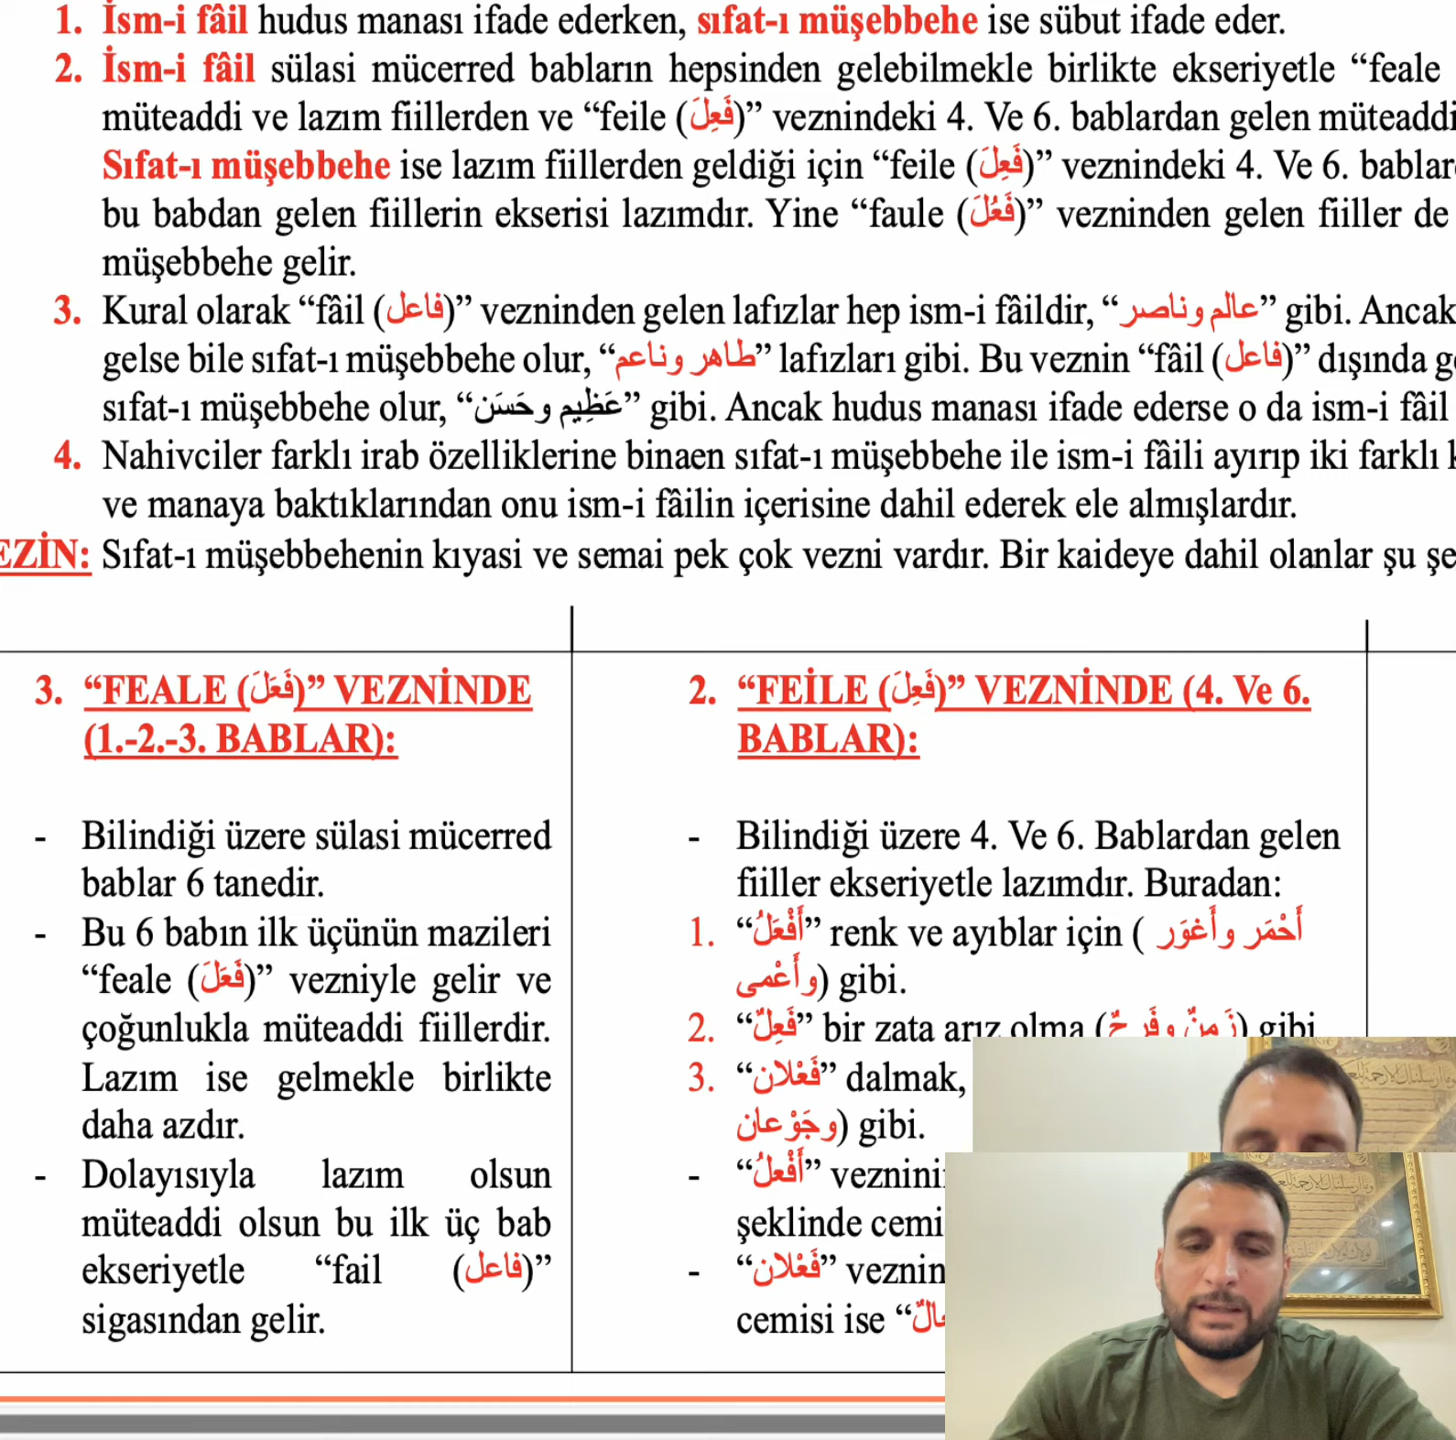 1. İsm-i fâil hudus manası ifade ederken, sıfat-ı müşebbehe ise sübut ifade eder.
2. İsm-i fâil sülasi mücerred babların hepsinden gelebilmekle birlikte ekseriyetle “feale
müteaddi ve lazım fiillerden ve “feile (فَعِلَ)” veznindeki 4. Ve 6. bablardan gelen müteaddi
Sıfat-ı müşebbehe ise lazım fiillerden geldiği için “feile (فَعِلَ)” veznindeki 4. Ve 6. bablar
bu babdan gelen fiillerin ekserisi lazımdır. Yine “faule (فَعُلَ)” vezninden gelen fiiller de
müşebbehe gelir.
3. Kural olarak “fâil (فاعل)” vezninden gelen lafızlar hep ism-i fâildir, “عالم وناصر” gibi. Ancak
gelse bile sıfat-ı müşebbehe olur, “طاهر وناعم” lafızları gibi. Bu veznin “fâil (فاعل)” dışında
sıfat-ı müşebbehe olur, “عَظِيم وحَسَن” gibi. Ancak hudus manası ifade ederse o da ism-i fâil
4. Nahivciler farklı irab özelliklerine binaen sıfat-ı müşebbehe ile ism-i fâili ayırıp iki farklı
ve manaya baktıklarından onu ism-i fâilin içerisine dahil ederek ele almışlardır.
EZİN: Sıfat-ı müşebbehenin kıyasi ve semai pek çok vezni vardır. Bir kaideye dahil olanlar şu şe
3. “FEALE (فَعَلَ)” VEZNİNDE
(1.-2.-3. BABLAR):
- Bilindiği üzere sülasi mücerred
bablar 6 tanedir.
- Bu 6 babın ilk üçünün mazileri
“feale (فَعَلَ)” vezniyle gelir ve
çoğunlukla müteaddi fiillerdir.
Lazım ise gelmekle birlikte
daha azdır.
- Dolayısıyla lazım olsun
müteaddi olsun bu ilk üç bab
ekseriyetle “fail (فاعل)”
sigasından gelir.
2. “FEİLE (فَعِلَ)” VEZNİNDE (4. Ve 6.
BABLAR):
- Bilindiği üzere 4. Ve 6. Bablardan gelen
fiiller ekseriyetle lazımdır. Buradan:
1. “أَفْعَلُ” renk ve ayıblar için ( أَحْمَر وأَعْوَر
وأَعْمى) gibi.
2. “فَعِلٌ” bir zata arız olma (زَمِنٌ وفَرِحٌ) gibi
3. “فَعْلان” dalmak,
وجَوْعان) gibi.
- “أَفْعلُ” veznini
şeklinde cemi
- “فَعْلان” veznin
cemisi ise “